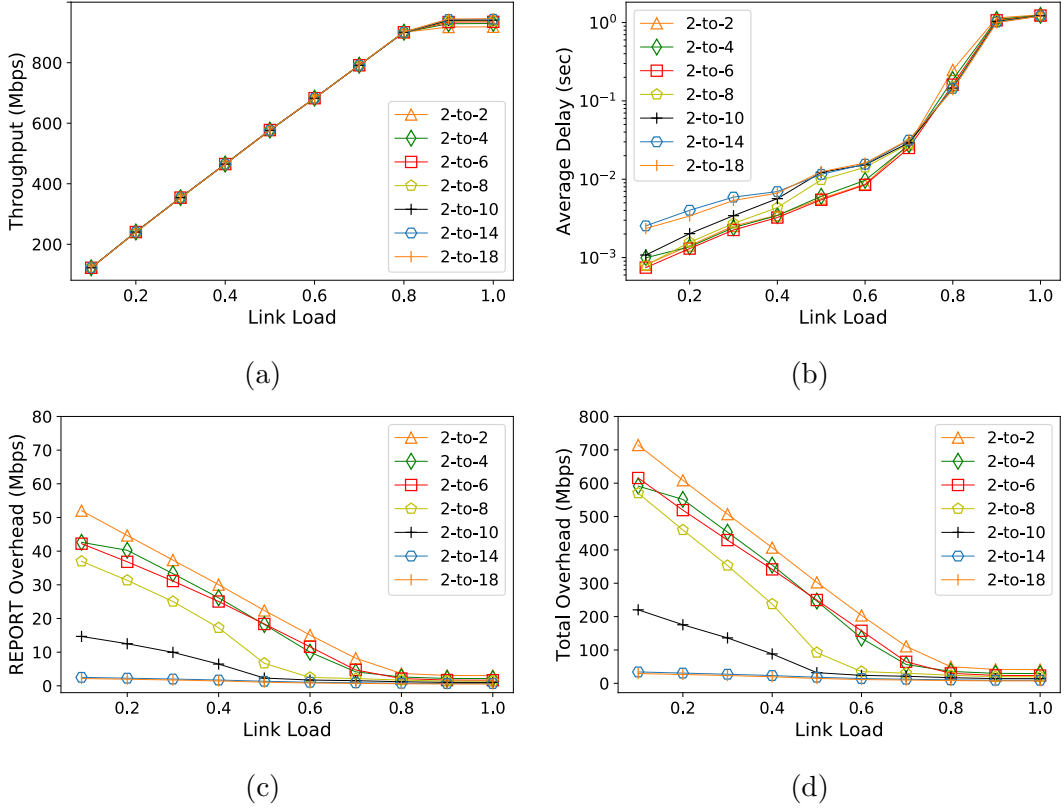 Throughput (Mbps)
800
600
400
200
0.2 0.4 0.6 0.8 1.0
Link Load
2-to-2
2-to-4
2-to-6
2-to-8
2-to-10
2-to-14
2-to-18
(a)
Average Delay (sec)
10⁰
10⁻¹
10⁻²
10⁻³
0.2 0.4 0.6 0.8 1.0
Link Load
2-to-2
2-to-4
2-to-6
2-to-8
2-to-10
2-to-14
2-to-18
(b)
REPORT Overhead (Mbps)
80
70
60
50
40
30
20
10
0
0.2 0.4 0.6 0.8 1.0
Link Load
2-to-2
2-to-4
2-to-6
2-to-8
2-to-10
2-to-14
2-to-18
(c)
Total Overhead (Mbps)
800
700
600
500
400
300
200
100
0
0.2 0.4 0.6 0.8 1.0
Link Load
2-to-2
2-to-4
2-to-6
2-to-8
2-to-10
2-to-14
2-to-18
(d)